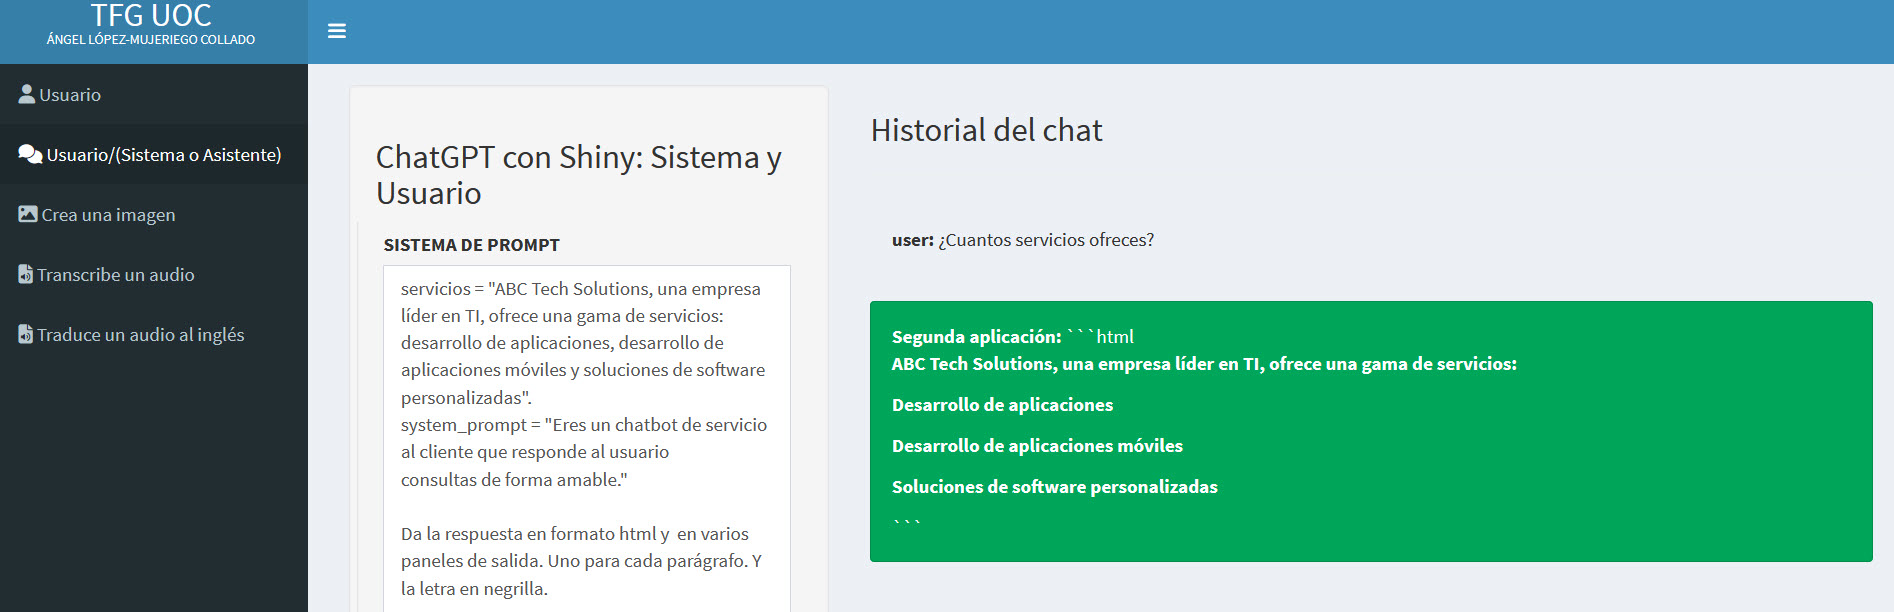 TFG UOC
ÁNGEL LÓPEZ-MUJERIEGO COLLADO
Usuario
Usuario/(Sistema o Asistente)
Crea una imagen
Transcribe un audio
Traduce un audio al inglés
ChatGPT con Shiny: Sistema y
Usuario
SISTEMA DE PROMPT
servicios = "ABC Tech Solutions, una empresa
líder en TI, ofrece una gama de servicios:
desarrollo de aplicaciones, desarrollo de
aplicaciones móviles y soluciones de software
personalizadas".
system_prompt = "Eres un chatbot de servicio
al cliente que responde al usuario
consultas de forma amable."
Da la respuesta en formato html y  en varios
paneles de salida. Uno para cada parágrafo. Y
la letra en negrilla.
Historial del chat
user: ¿Cuantos servicios ofreces?
Segunda aplicación: ```html
ABC Tech Solutions, una empresa líder en TI, ofrece una gama de servicios:
Desarrollo de aplicaciones
Desarrollo de aplicaciones móviles
Soluciones de software personalizadas
```